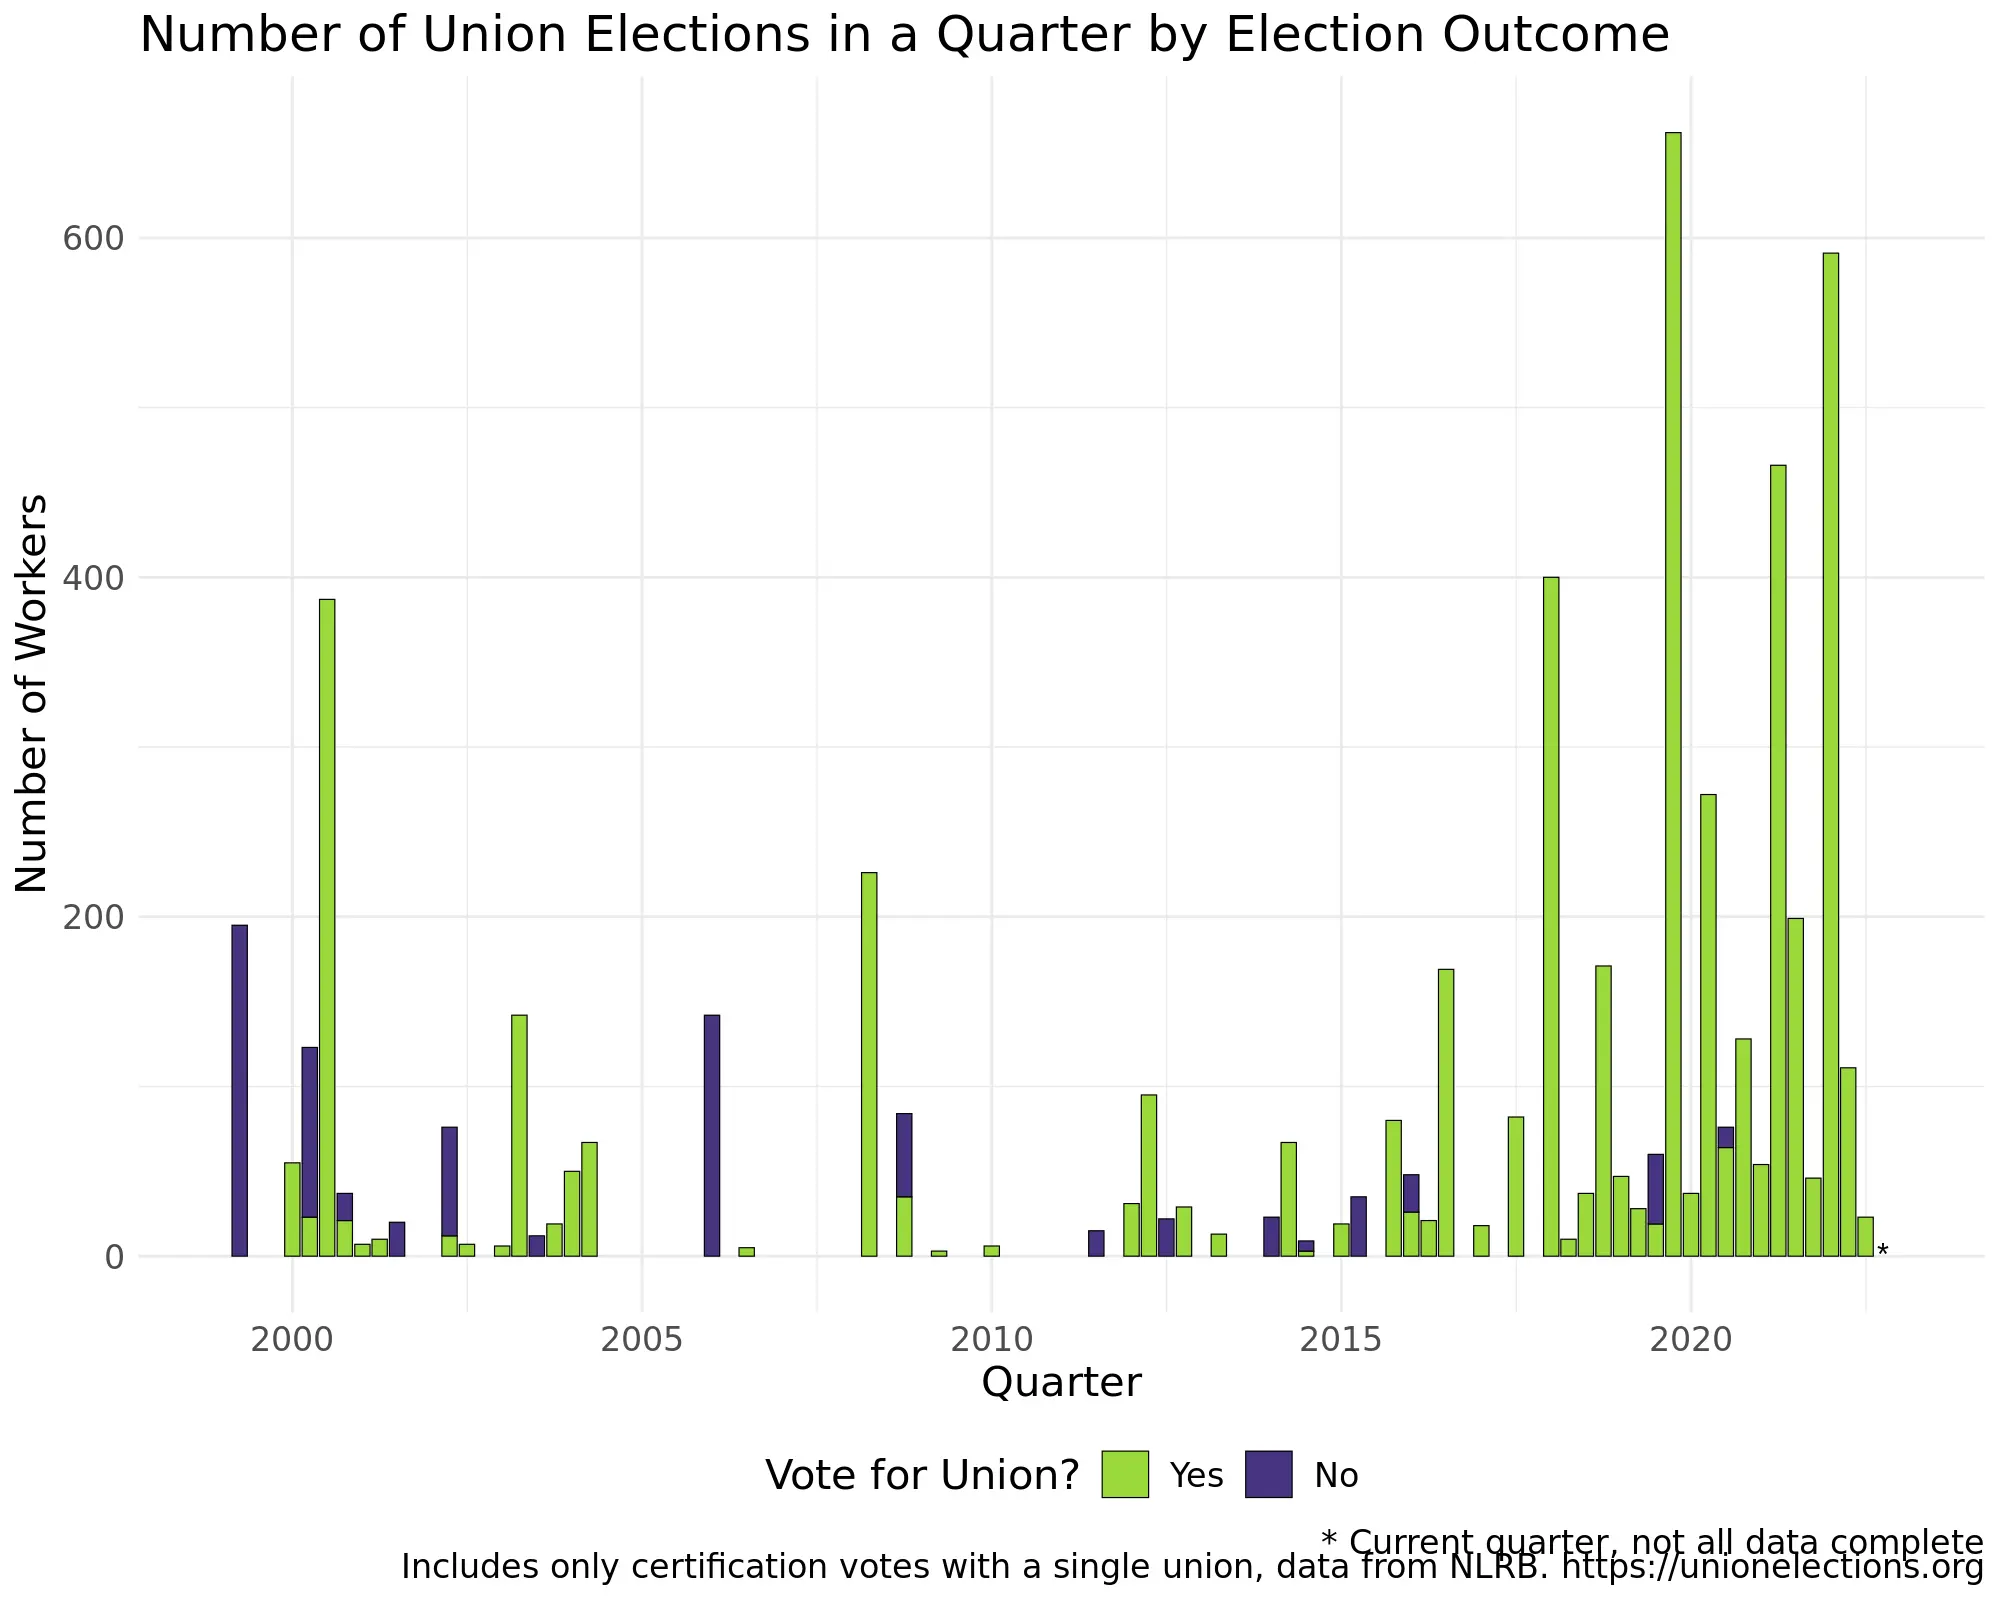 Number of Union Elections in a Quarter by Election Outcome
Number of Workers
600
400
200
0
*
2000 2005 2010 2015 2020
Quarter
Vote for Union? Yes No
* Current quarter, not all data complete
Includes only certification votes with a single union, data from NLRB. https://unionelections.org